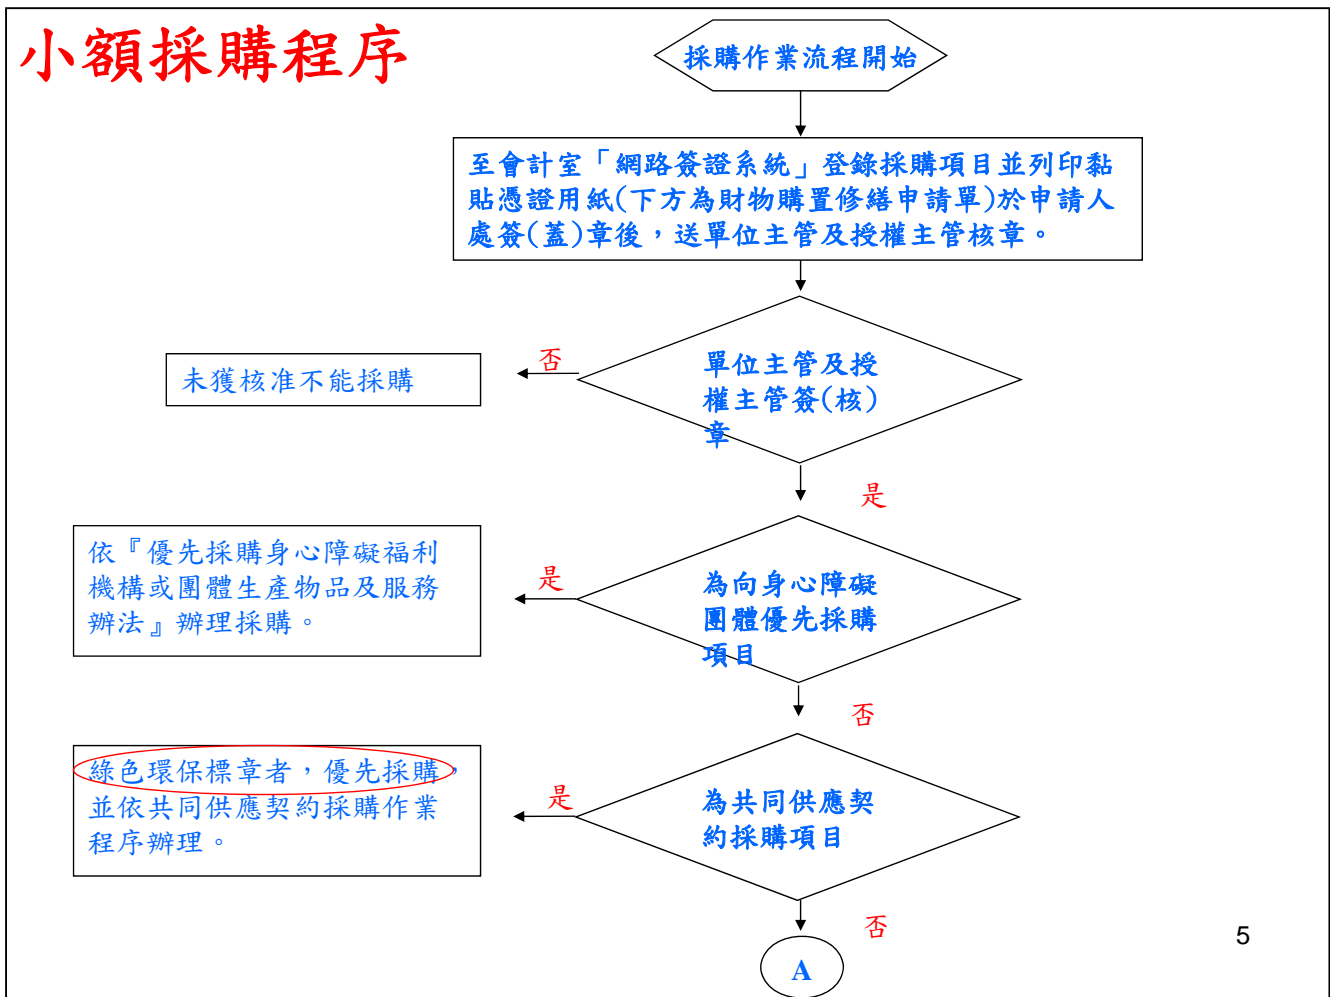 小額採購程序
採購作業流程開始
至會計室「網路簽證系統」登錄採購項目並列印黏
貼憑證用紙(下方為財物購置修繕申請單)於申請人
處簽(蓋)章後，送單位主管及授權主管核章。
否
未獲核准不能採購
單位主管及授
權主管簽(核)
章
是
依『優先採購身心障礙福利
機構或團體生產物品及服務
辦法』辦理採購。
是
為向身心障礙
團體優先採購
項目
否
綠色環保標章者，優先採購，
並依共同供應契約採購作業
程序辦理。
是
為共同供應契
約採購項目
否
A
5